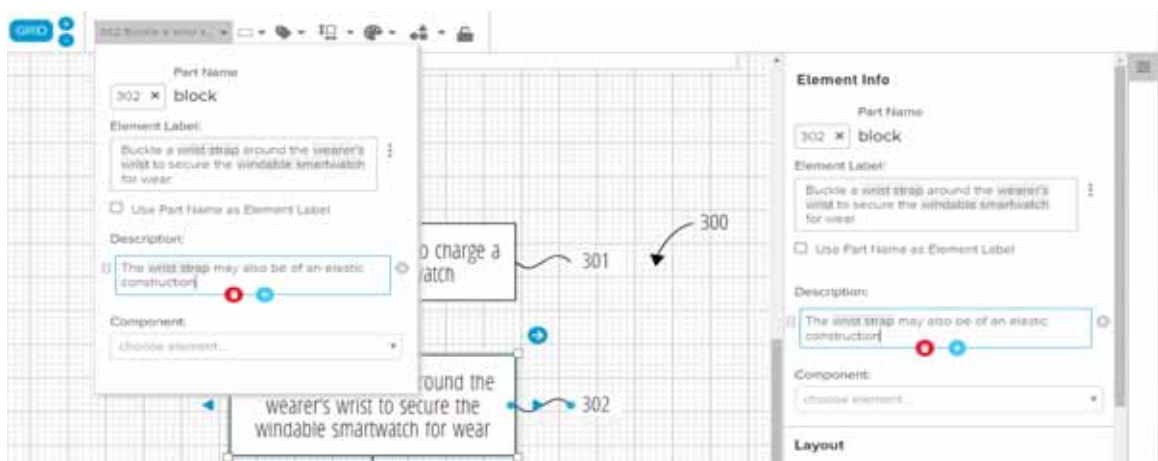 GRID
302 Buckle a wrist s...
Part Name
302 × block
Element Label:
Buckle a wrist strap around the wearer's
wrist to secure the windable smartwatch
for wear
Use Part Name as Element Label
Description:
The wrist strap may also be of an elastic
construction
Component:
choose element...
o charge a
atch
301
300
ound the
wearer's wrist to secure the
windable smartwatch for wear
302
Element Info
Part Name
302 × block
Element Label:
Buckle a wrist strap around the wearer's
wrist to secure the windable smartwatch
for wear
Use Part Name as Element Label
Description:
The wrist strap may also be of an elastic
construction
Component:
choose element...
Layout